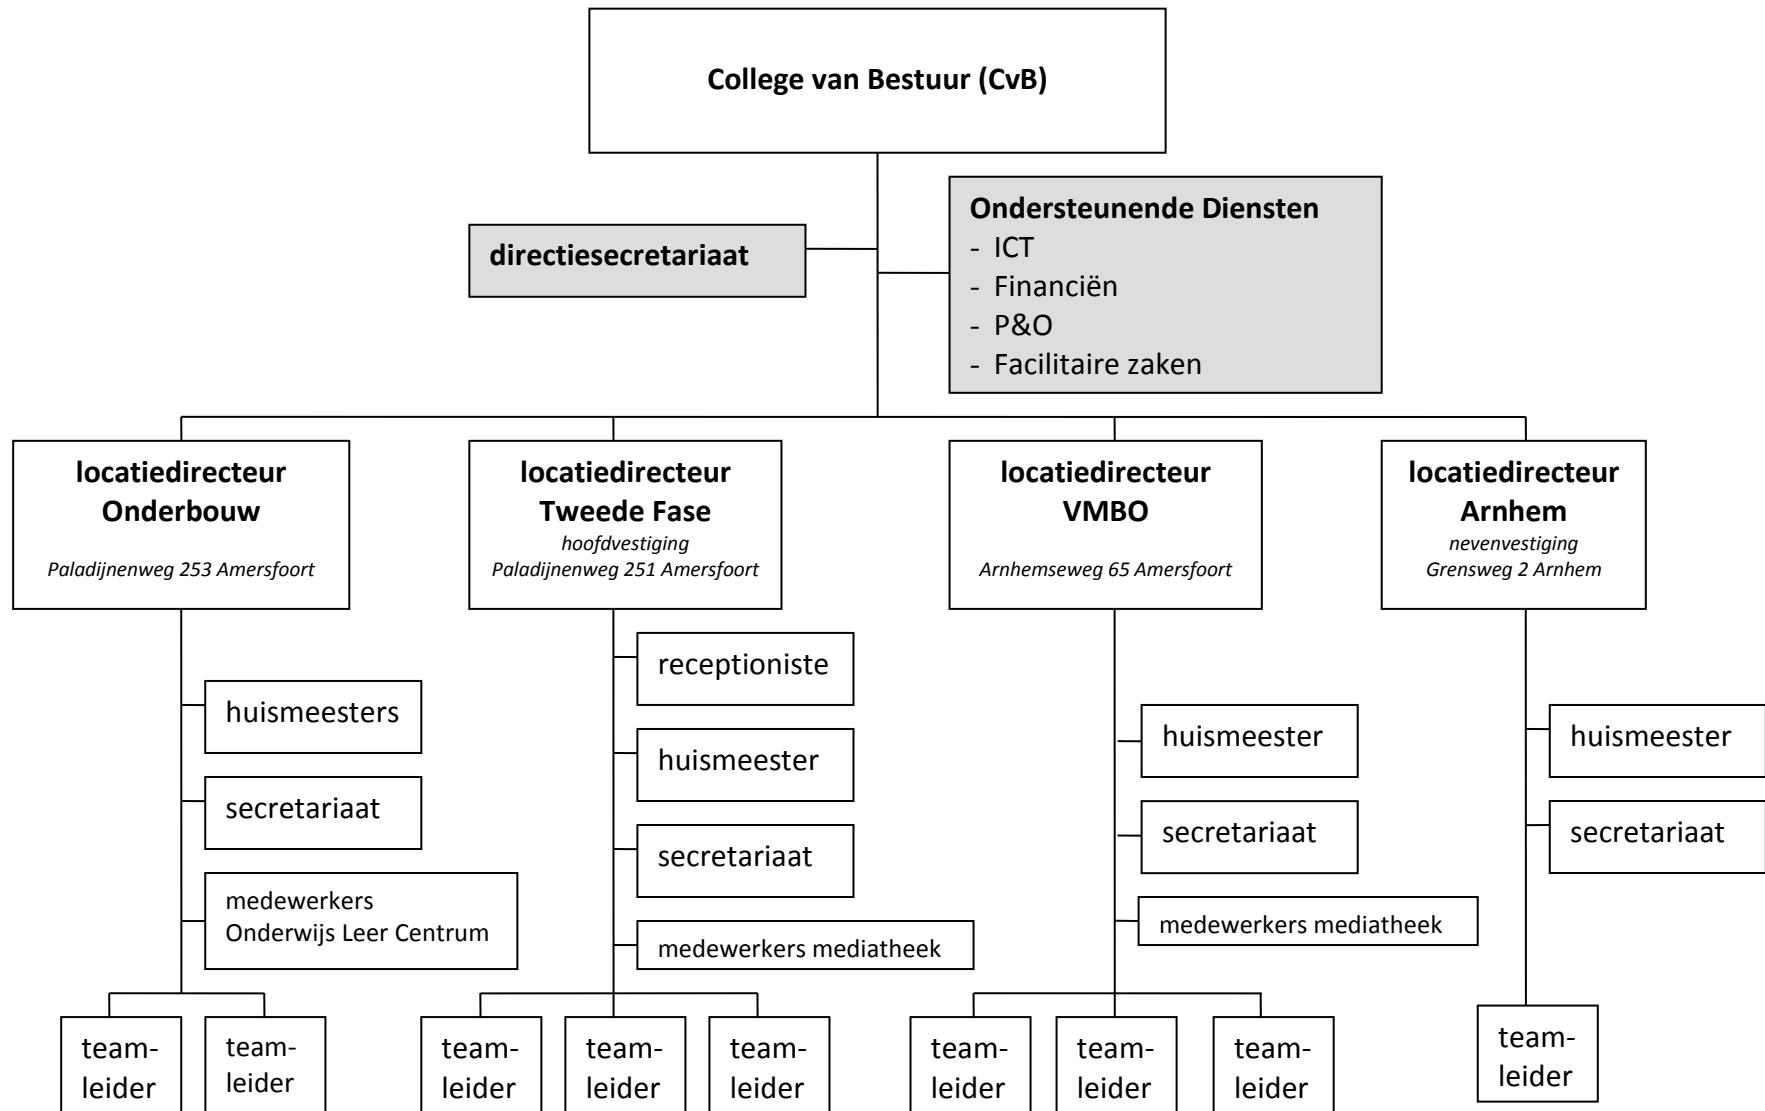 College van Bestuur (CvB)
directiesecretariaat
Ondersteunende Diensten
- ICT
- Financiën
- P&O
- Facilitaire zaken
locatiedirecteur
Onderbouw
Paladijnenweg 253 Amersfoort
locatiedirecteur
Tweede Fase
hoofdvestiging
Paladijnenweg 251 Amersfoort
locatiedirecteur
VMBO
Arnhemseweg 65 Amersfoort
locatiedirecteur
Arnhem
nevenvestiging
Grensweg 2 Arnhem
huismeesters
secretariaat
medewerkers
Onderwijs Leer Centrum
receptioniste
huismeester
secretariaat
medewerkers mediatheek
huismeester
secretariaat
medewerkers mediatheek
huismeester
secretariaat
team-
leider
team-
leider
team-
leider
team-
leider
team-
leider
team-
leider
team-
leider
team-
leider
team-
leider